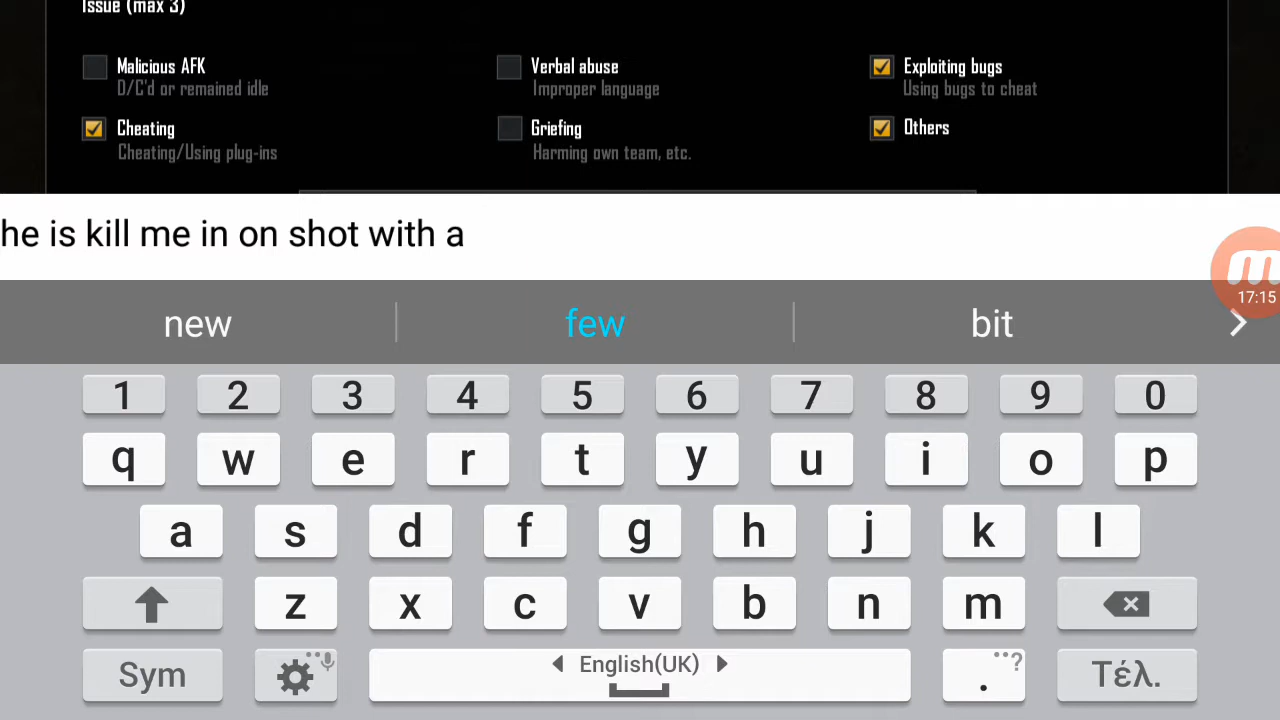 Issue (max 3)
Malicious AFK Verbal abuse Exploiting bugs
D/C'd or remained idle Improper language Using bugs to cheat
Cheating Griefing Others
Cheating/Using plug-ins Harming own team, etc.
he is kill me in on shot with a
17:15
new few bit
1 2 3 4 5 6 7 8 9 0
q w e r t y u i o p
a s d f g h j k l
z x c v b n m
Sym English(UK) . ? Τέλ.